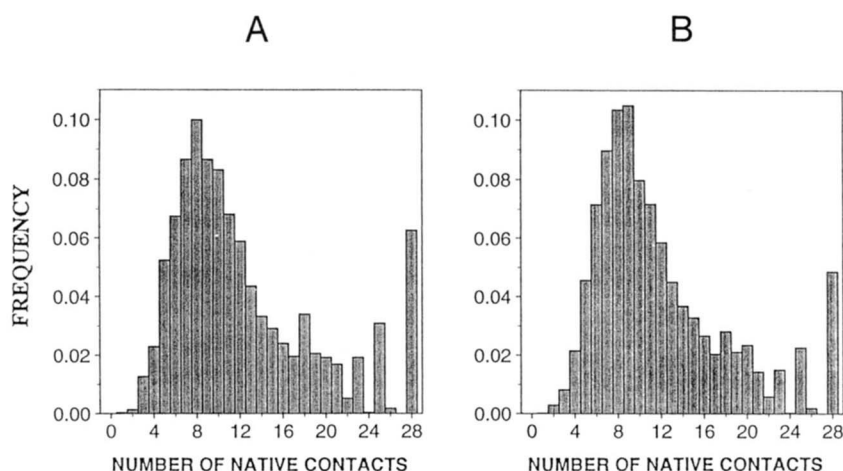 A
B
FREQUENCY
0.10
0.08
0.06
0.04
0.02
0.00
0 4 8 12 16 20 24 28
NUMBER OF NATIVE CONTACTS
0.10
0.08
0.06
0.04
0.02
0.00
0 4 8 12 16 20 24 28
NUMBER OF NATIVE CONTACTS